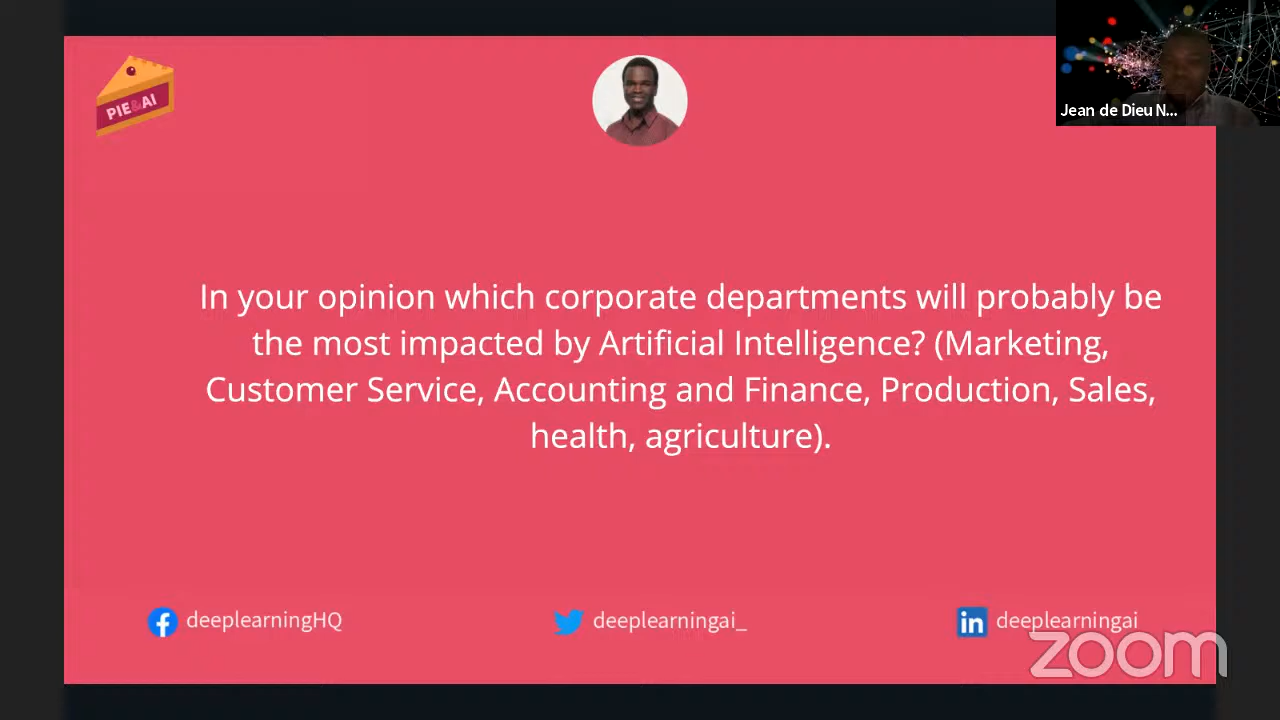 PIE&AI
Jean de Dieu N...
In your opinion which corporate departments will probably be
the most impacted by Artificial Intelligence? (Marketing,
Customer Service, Accounting and Finance, Production, Sales,
health, agriculture).
deeplearningHQ
deeplearningai_
deeplearningai
zoom